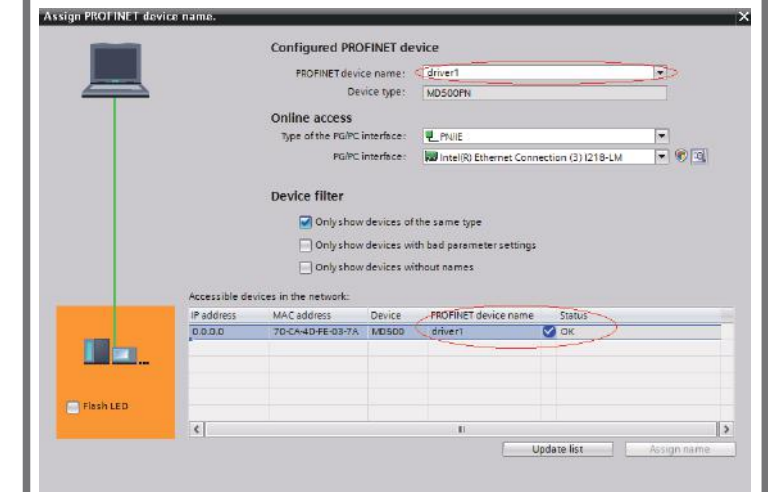 Assign PROFINET device name.
Configured PROFINET device
PROFINET device name: driver1
Device type: MD500PN
Online access
Type of the PG/PC interface: PN/IE
PG/PC interface: Intel(R) Ethernet Connection (3) I218-LM
Device filter
Only show devices of the same type
Only show devices with bad parameter settings
Only show devices without names
Accessible devices in the network:
IP address MAC address Device PROFINET device name Status
0.0.0.0 70-CA-4D-FE-03-7A MD500 driver1 OK
Flash LED
Update list Assign name